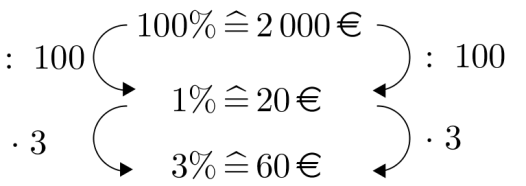 100% ≙ 2 000 €
: 100 : 100
1% ≙ 20 €
· 3 · 3
3% ≙ 60 €